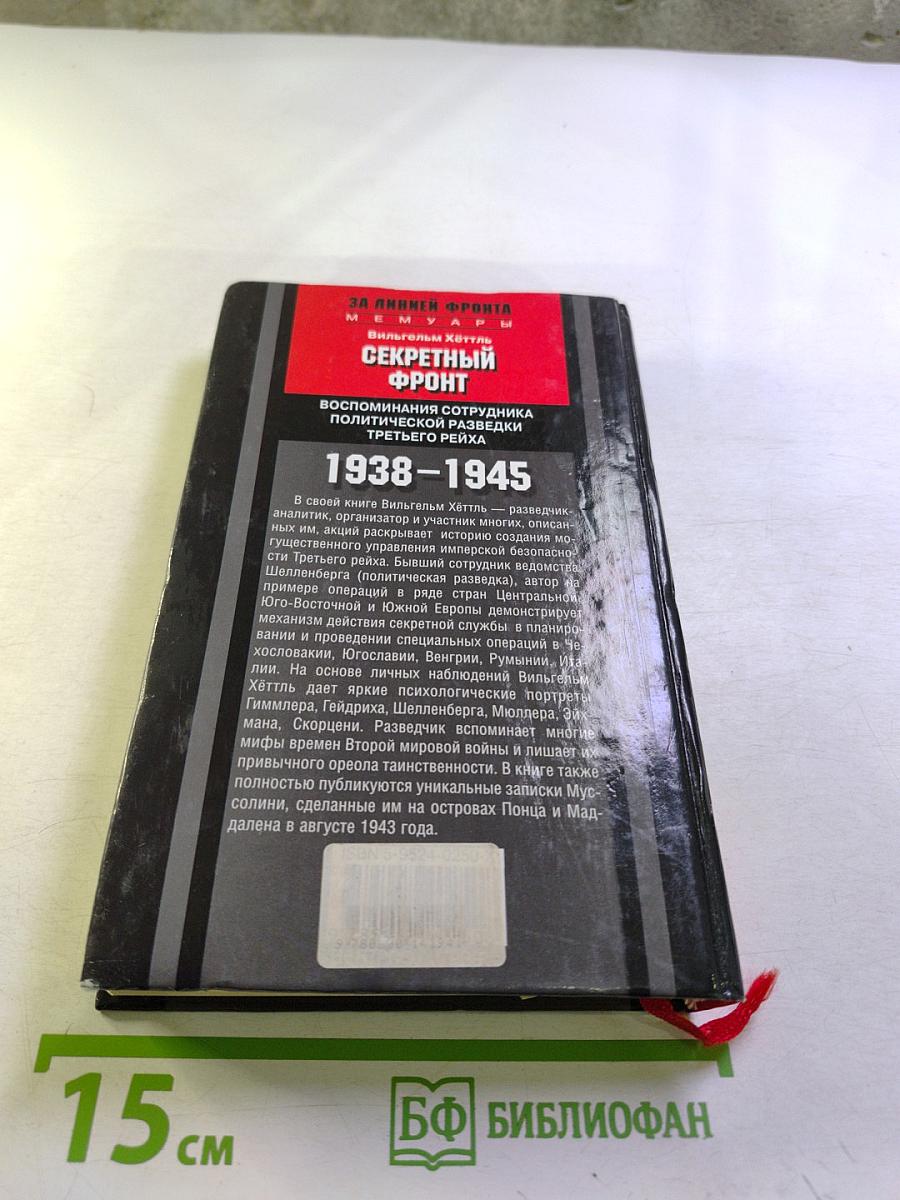 ЗА ЛИНИЕЙ ФРОНТА
МЕМУАРЫ
Вильгельм Хёттль
СЕКРЕТНЫЙ
ФРОНТ
ВОСПОМИНАНИЯ СОТРУДНИКА
ПОЛИТИЧЕСКОЙ РАЗВЕДКИ
ТРЕТЬЕГО РЕЙХА
1938–1945
В своей книге Вильгельм Хёттль — разведчик-
аналитик, организатор и участник многих, описан-
ных им, акций раскрывает историю создания мо-
гущественного управления имперской безопасно-
сти Третьего рейха. Бывший сотрудник ведомства
Шелленберга (политическая разведка), автор на
примере операций в ряде стран Центральной,
Юго-Восточной и Южной Европы демонстрирует
механизм действия секретной службы в планиро-
вании и проведении специальных операций в Че-
хословакии, Югославии, Венгрии, Румынии, Ита-
лии. На основе личных наблюдений Вильгельм
Хёттль дает яркие психологические портреты
Гиммлера, Гейдриха, Шелленберга, Мюллера, Эйх-
мана, Скорцени. Разведчик вспоминает многие
мифы времен Второй мировой войны и лишает их
привычного ореола таинственности. В книге также
полностью публикуются уникальные записки Мус-
солини, сделанные им на островах Понца и Мад-
далена в августе 1943 года.
ISBN 5-9524-0250-
15 см
БФ БИБЛИОФАН